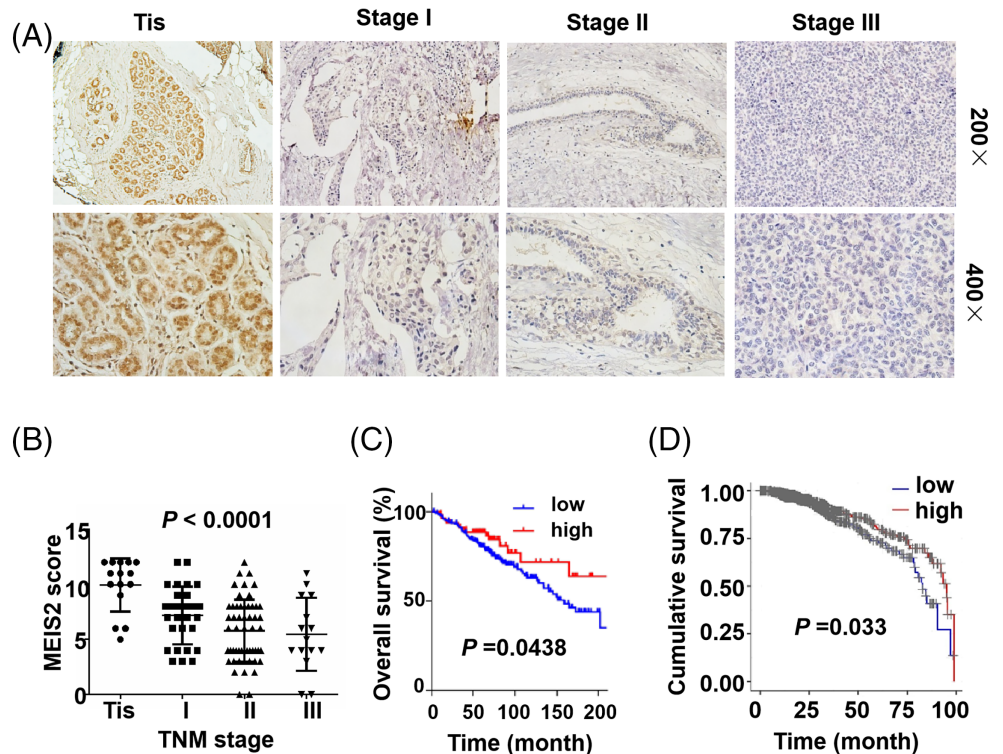 (A)
Tis Stage I Stage II Stage III
200×
400×
(B)
P < 0.0001
MEIS2 score
15
10
5
0
Tis I II III
TNM stage
(C)
Overall survival (%)
low
high
100
50
0
P =0.0438
0 50 100 150 200
Time (month)
(D)
Cumulative survival
low
high
1.00
0.75
0.50
0.25
0.00
P =0.033
0 25 50 75 100
Time (month)